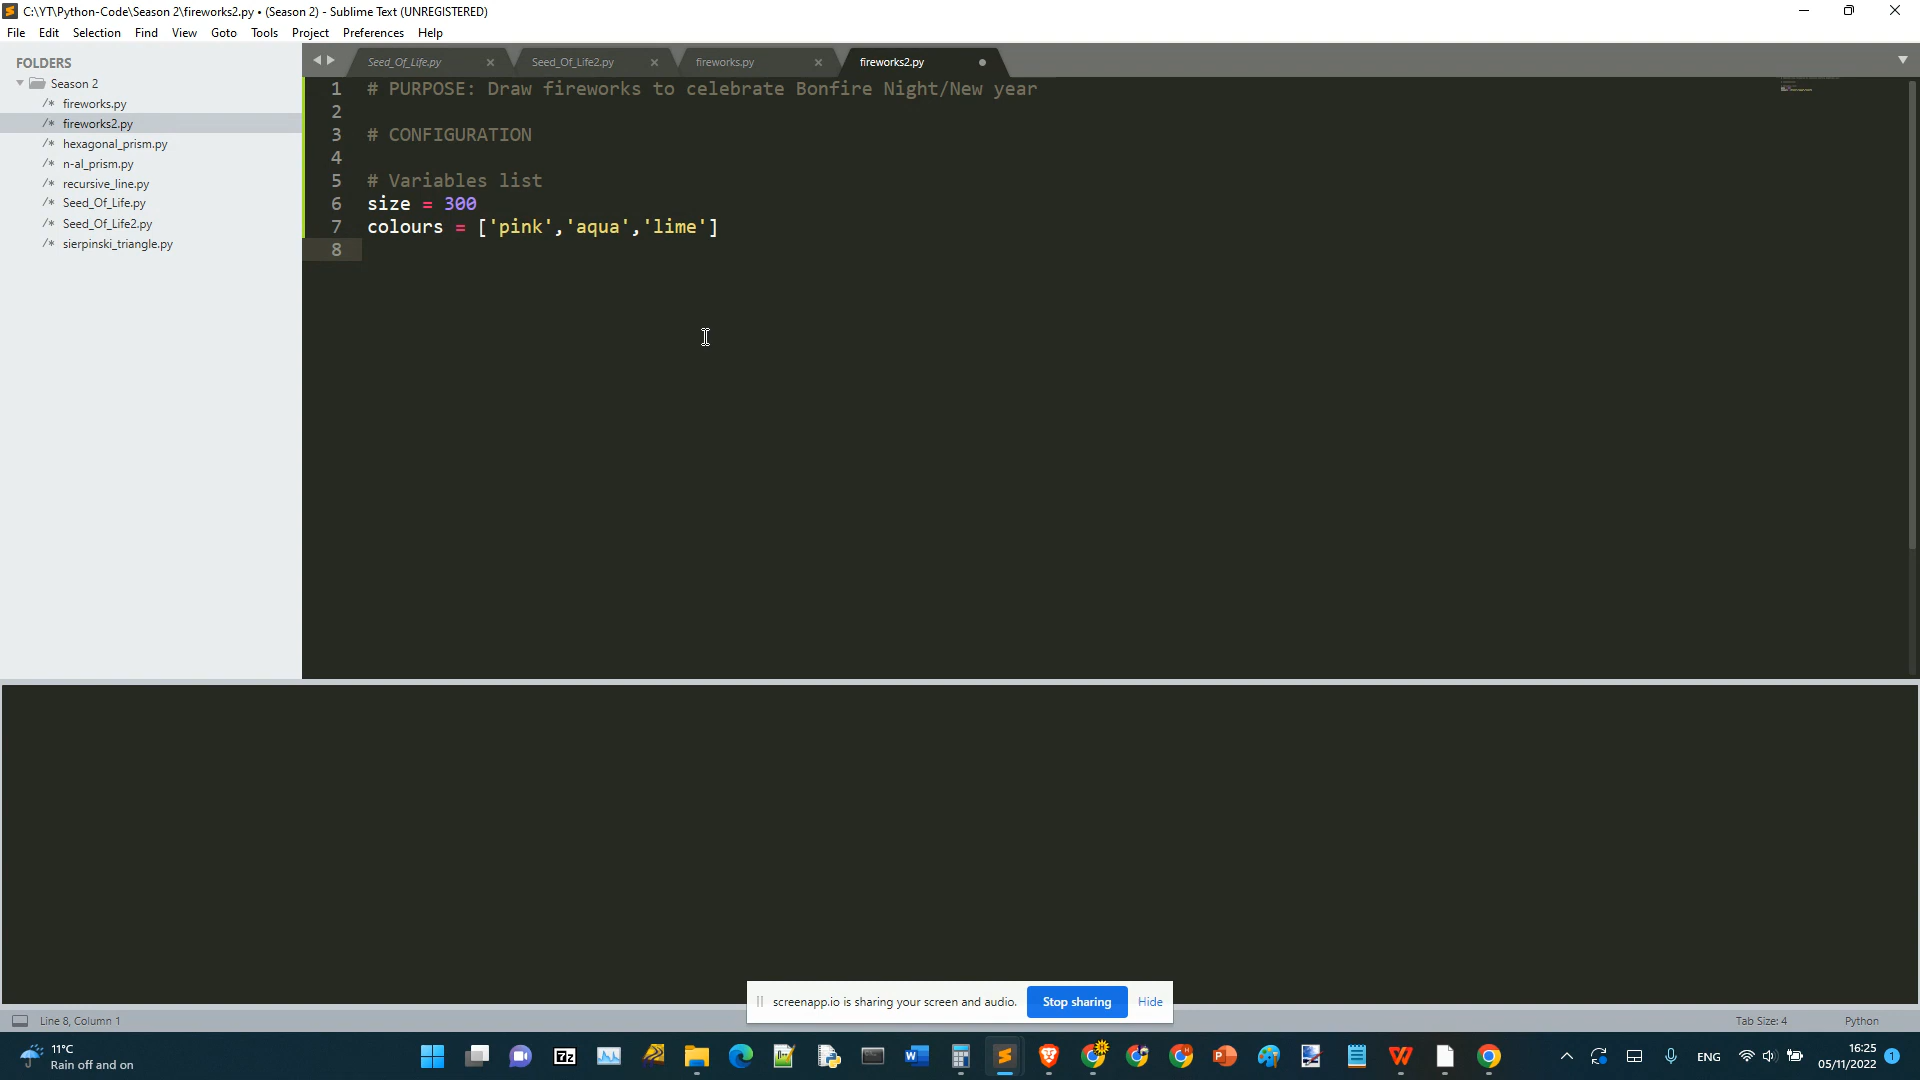 C:\YT\Python-Code\Season 2\fireworks2.py • (Season 2) - Sublime Text (UNREGISTERED)
File Edit Selection Find View Goto Tools Project Preferences Help
FOLDERS
Season 2
/* fireworks.py
/* fireworks2.py
/* hexagonal_prism.py
/* n-al_prism.py
/* recursive_line.py
/* Seed_Of_Life.py
/* Seed_Of_Life2.py
/* sierpinski_triangle.py
Seed_Of_Life.py Seed_Of_Life2.py fireworks.py fireworks2.py
1 # PURPOSE: Draw fireworks to celebrate Bonfire Night/New year
2
3 # CONFIGURATION
4
5 # Variables list
6 size = 300
7 colours = ['pink','aqua','lime']
8
screenapp.io is sharing your screen and audio. Stop sharing Hide
Line 8, Column 1 Tab Size: 4 Python
11°C
Rain off and on
ENG
16:25
05/11/2022
1